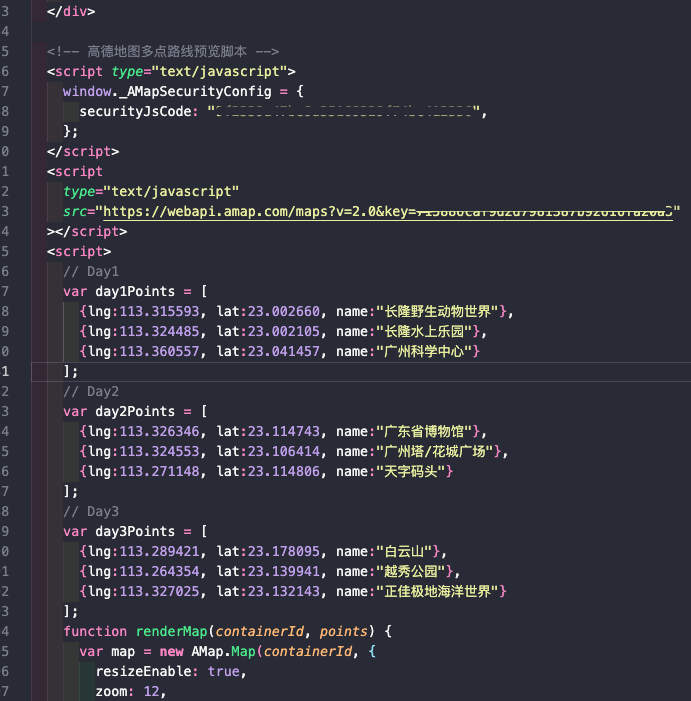 3 </div>
4
5 <!-- 高德地图多点路线预览脚本 -->
6 <script type="text/javascript">
7 window._AMapSecurityConfig = {
8 securityJsCode: "",
9 };
0 </script>
1 <script
2 type="text/javascript"
3 src="https://webapi.amap.com/maps?v=2.0&key="
4 ></script>
5 <script>
6 // Day1
7 var day1Points = [
8 {lng:113.315593, lat:23.002660, name:"长隆野生动物世界"},
9 {lng:113.324485, lat:23.002105, name:"长隆水上乐园"},
0 {lng:113.360557, lat:23.041457, name:"广州科学中心"}
1 ];
2 // Day2
3 var day2Points = [
4 {lng:113.326346, lat:23.114743, name:"广东省博物馆"},
5 {lng:113.324553, lat:23.106414, name:"广州塔/花城广场"},
6 {lng:113.271148, lat:23.114806, name:"天字码头"}
7 ];
8 // Day3
9 var day3Points = [
0 {lng:113.289421, lat:23.178095, name:"白云山"},
1 {lng:113.264354, lat:23.139941, name:"越秀公园"},
2 {lng:113.327025, lat:23.132143, name:"正佳极地海洋世界"}
3 ];
4 function renderMap(containerId, points) {
5 var map = new AMap.Map(containerId, {
6 resizeEnable: true,
7 zoom: 12,